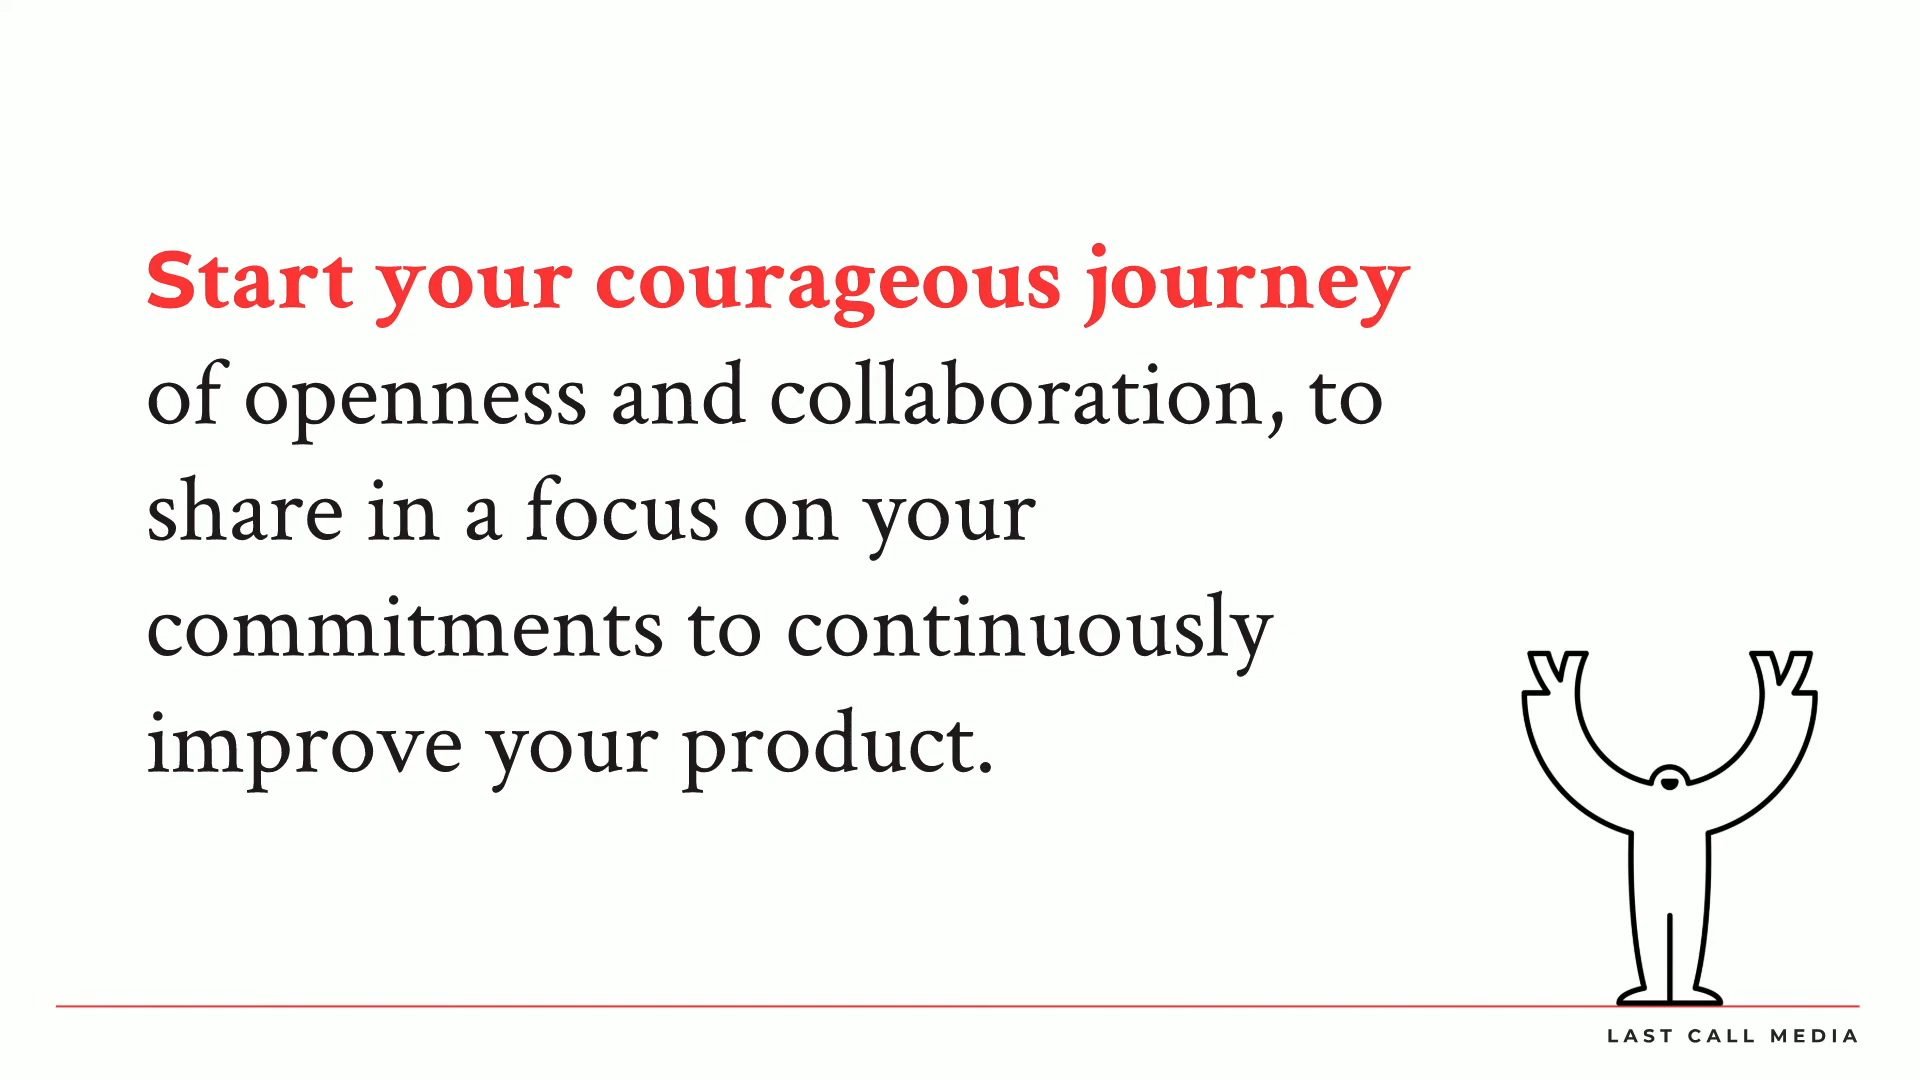 Start your courageous journey
of openness and collaboration, to
share in a focus on your
commitments to continuously
improve your product.
LAST CALL MEDIA